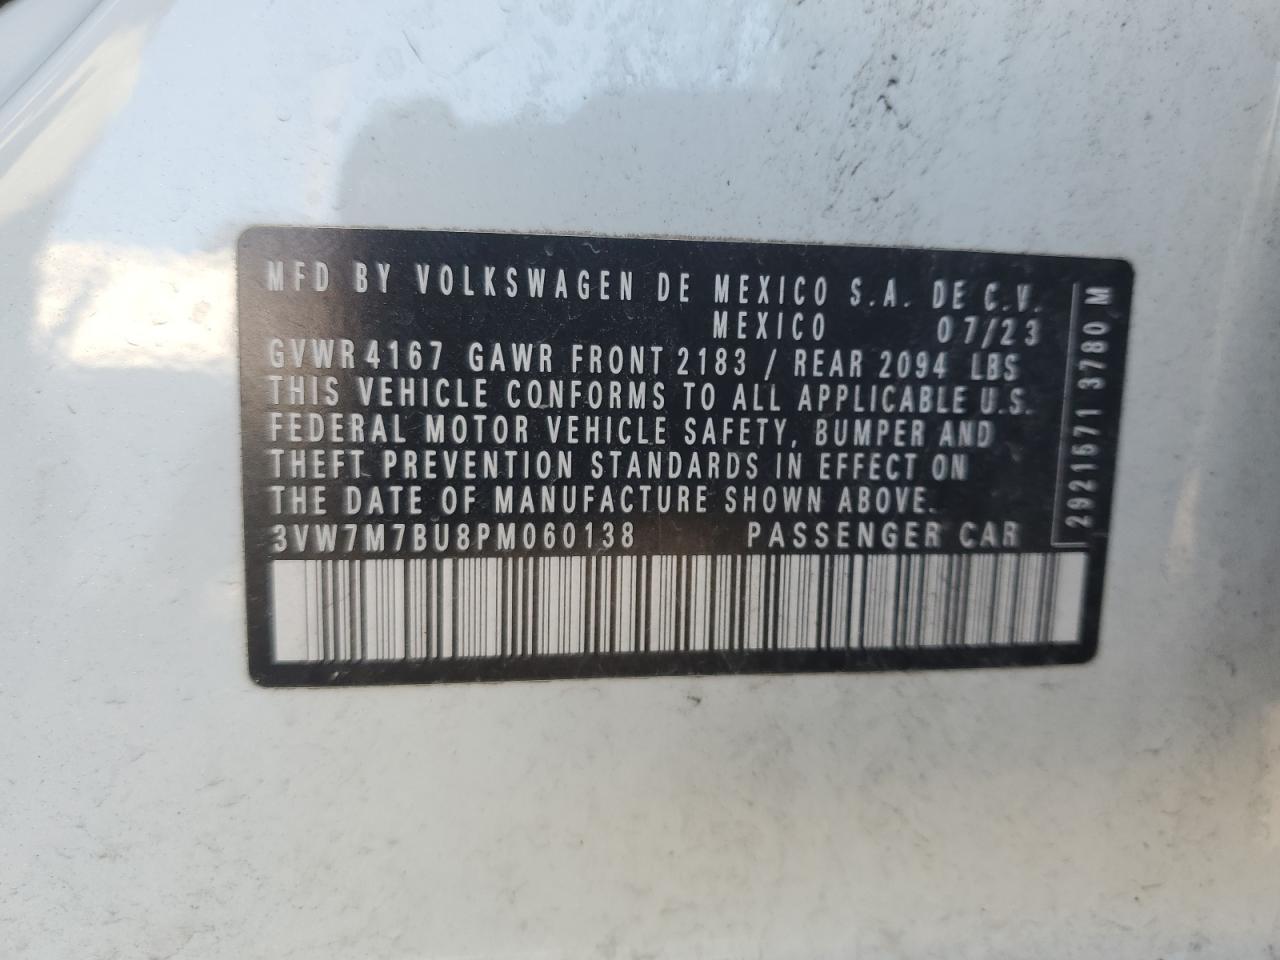 MFD BY VOLKSWAGEN DE MEXICO S.A. DE C.V.
MEXICO 07/23
GVWR 4167 GAWR FRONT 2183 / REAR 2094 LBS
THIS VEHICLE CONFORMS TO ALL APPLICABLE U.S.
FEDERAL MOTOR VEHICLE SAFETY, BUMPER AND
THEFT PREVENTION STANDARDS IN EFFECT ON
THE DATE OF MANUFACTURE SHOWN ABOVE.
3VW7M7BU8PM060138 PASSENGER CAR
2921671 3780 M